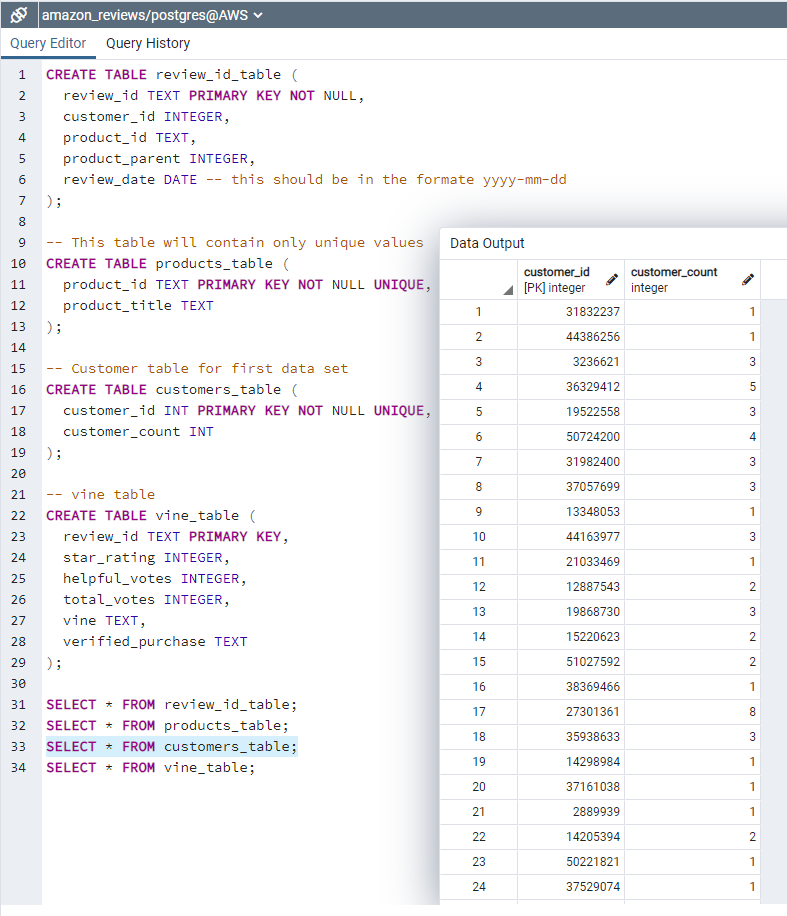 amazon_reviews/postgres@AWS
Query Editor Query History
1 CREATE TABLE review_id_table (
2 review_id TEXT PRIMARY KEY NOT NULL,
3 customer_id INTEGER,
4 product_id TEXT,
5 product_parent INTEGER,
6 review_date DATE -- this should be in the formate yyyy-mm-dd
7 );
8
9 -- This table will contain only unique values
10 CREATE TABLE products_table (
11 product_id TEXT PRIMARY KEY NOT NULL UNIQUE,
12 product_title TEXT
13 );
14
15 -- Customer table for first data set
16 CREATE TABLE customers_table (
17 customer_id INT PRIMARY KEY NOT NULL UNIQUE,
18 customer_count INT
19 );
20
21 -- vine table
22 CREATE TABLE vine_table (
23 review_id TEXT PRIMARY KEY,
24 star_rating INTEGER,
25 helpful_votes INTEGER,
26 total_votes INTEGER,
27 vine TEXT,
28 verified_purchase TEXT
29 );
30
31 SELECT * FROM review_id_table;
32 SELECT * FROM products_table;
33 SELECT * FROM customers_table;
34 SELECT * FROM vine_table;
Data Output
customer_id customer_count
[PK] integer integer
1 31832237 1
2 44386256 1
3 3236621 3
4 36329412 5
5 19522558 3
6 50724200 4
7 31982400 3
8 37057699 3
9 13348053 1
10 44163977 3
11 21033469 1
12 12887543 2
13 19868730 3
14 15220623 2
15 51027592 2
16 38369466 1
17 27301361 8
18 35938633 3
19 14298984 1
20 37161038 1
21 2889939 1
22 14205394 2
23 50221821 1
24 37529074 1